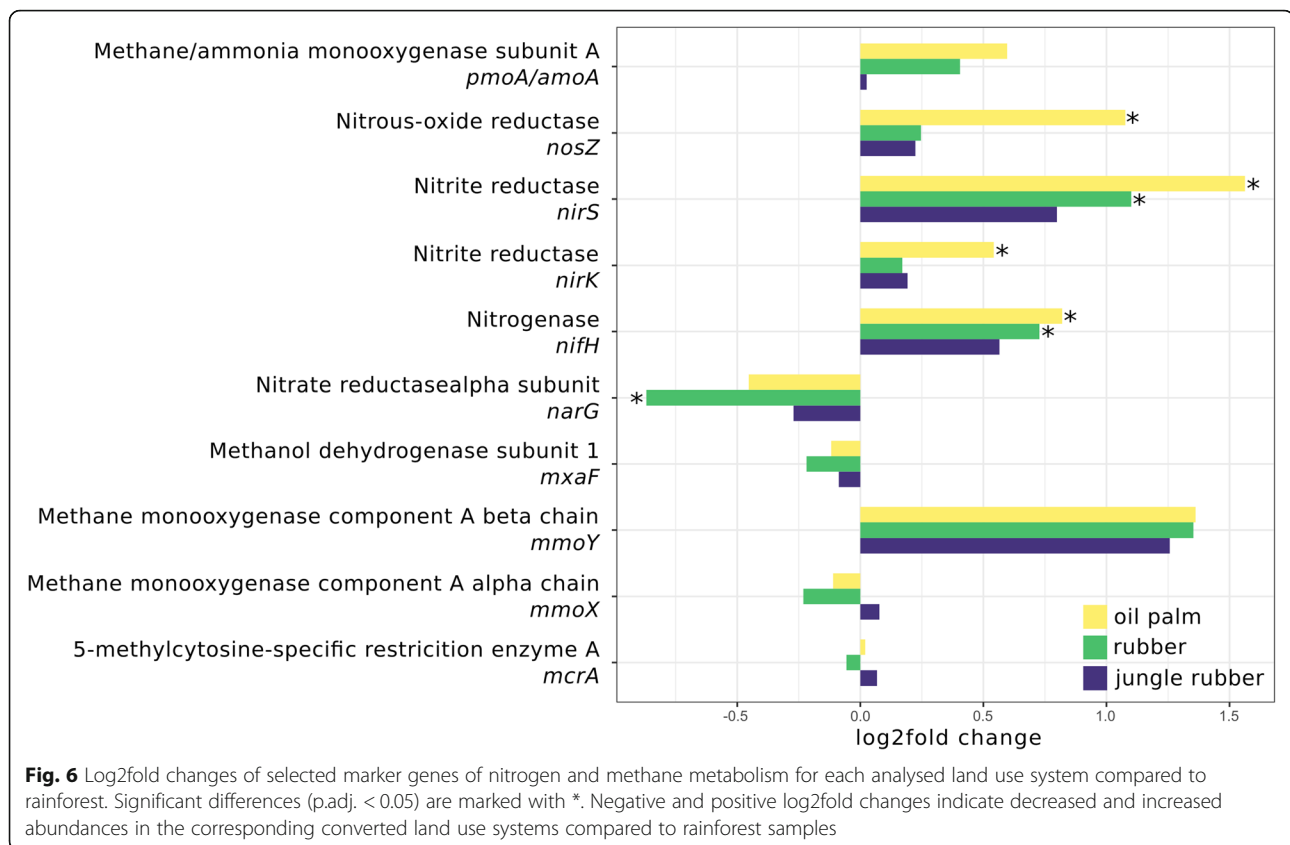 Methane/ammonia monooxygenase subunit A
pmoA/amoA
Nitrous-oxide reductase
*
nosZ
Nitrite reductase
*
nirS
*
Nitrite reductase
*
nirK
Nitrogenase
*
nifH
*
Nitrate reductasealpha subunit
*
narG
Methanol dehydrogenase subunit 1
mxaF
Methane monooxygenase component A beta chain
mmoY
Methane monooxygenase component A alpha chain
mmoX
5-methylcytosine-specific restricition enzyme A
mcrA
oil palm
rubber
jungle rubber
-0.5 0.0 0.5 1.0 1.5
log2fold change
Fig. 6 Log2fold changes of selected marker genes of nitrogen and methane metabolism for each analysed land use system compared to
rainforest. Significant differences (p.adj. < 0.05) are marked with *. Negative and positive log2fold changes indicate decreased and increased
abundances in the corresponding converted land use systems compared to rainforest samples